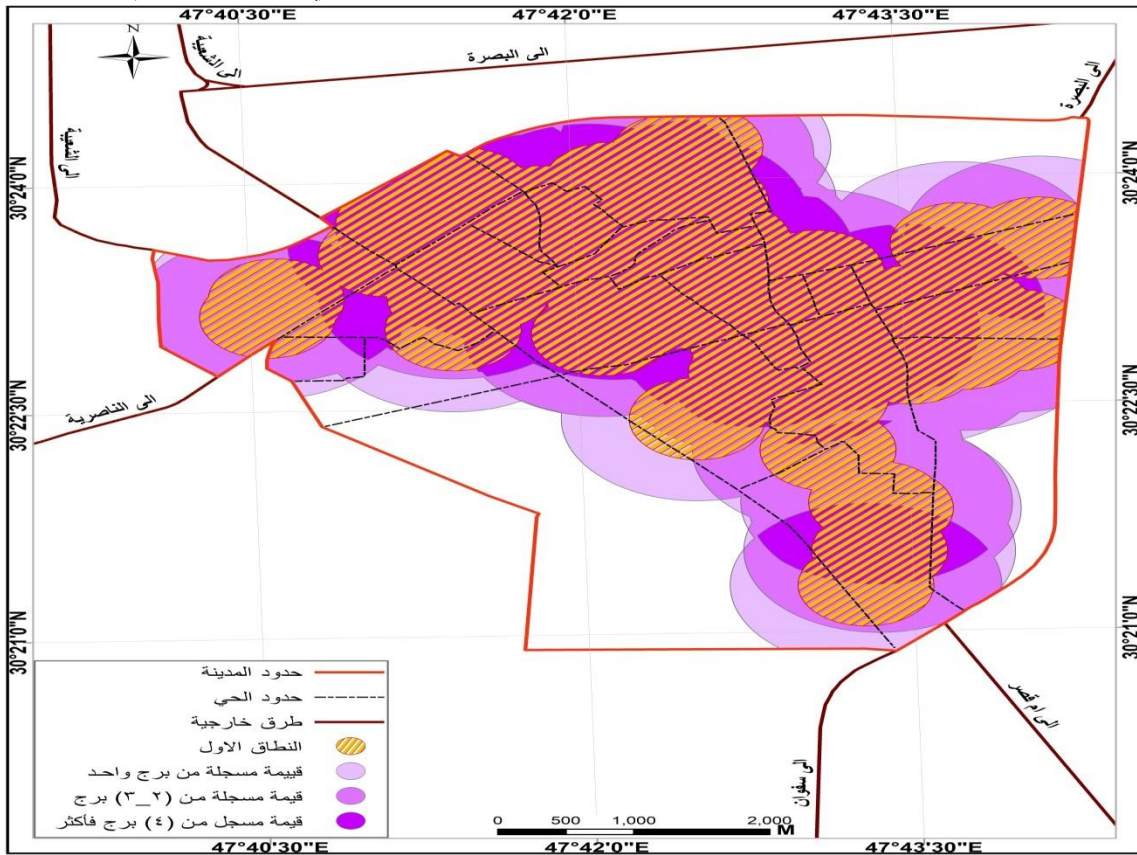 47°40'30"E
47°42'0"E
47°43'30"E
Z
الى الشعيبة
الى البصرة
الى البصرة
الى الشعيبة
30°24'0"N
30°24'0"N
الى الناصرية
30°22'30"N
30°22'30"N
30°21'0"N
30°21'0"N
الى ام قصر
الى سفوان
حدود المدينة
حدود الحي
طرق خارجية
النطاق الاول
قييمة مسجلة من برج واحد
قيمة مسجلة من (٢_٣) برج
قيمة مسجل من (٤) برج فأكثر
0 500 1,000 2,000
M
47°40'30"E
47°42'0"E
47°43'30"E